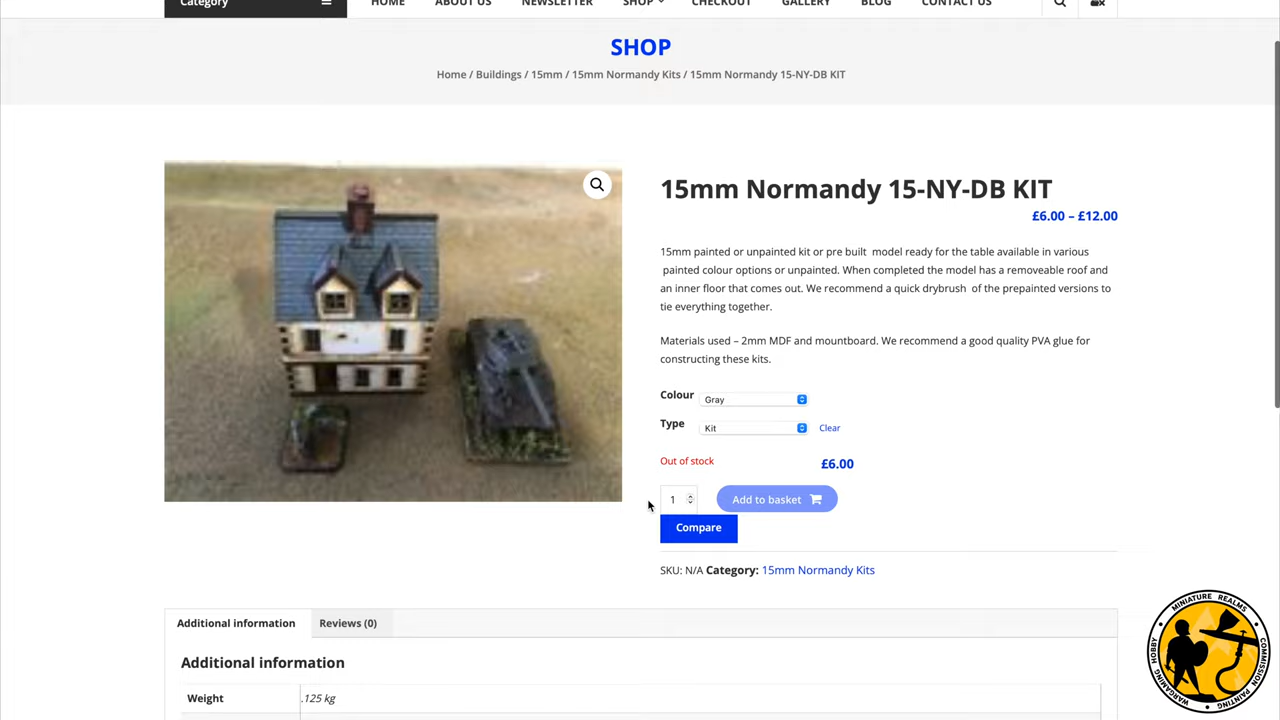 Category
HOME
ABOUT US
NEWSLETTER
SHOP
CHECKOUT
GALLERY
BLOG
CONTACT US
SHOP
Home / Buildings / 15mm / 15mm Normandy Kits / 15mm Normandy 15-NY-DB KIT
15mm Normandy 15-NY-DB KIT
£6.00 – £12.00
15mm painted or unpainted kit or pre built model ready for the table available in various
painted colour options or unpainted. When completed the model has a removeable roof and
an inner floor that comes out. We recommend a quick drybrush of the prepainted versions to
tie everything together.
Materials used – 2mm MDF and mountboard. We recommend a good quality PVA glue for
constructing these kits.
Colour
Gray
Type
Kit
Clear
Out of stock
£6.00
1
Add to basket
Compare
SKU: N/A Category: 15mm Normandy Kits
Additional information
Reviews (0)
Additional information
Weight
.125 kg
MINIATURE REALMS
WARGAMING HOBBY
COMMISSION PAINTING